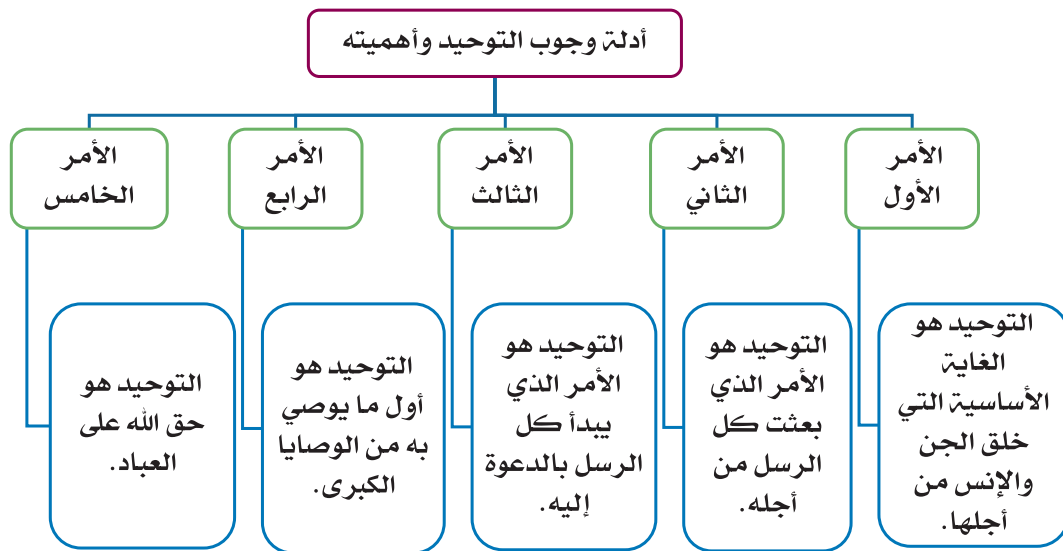 أدلة وجوب التوحيد وأهميته
الأمر
الأول
الأمر
الثاني
الأمر
الثالث
الأمر
الرابع
الأمر
الخامس
التوحيد هو
الغاية
الأساسية التي
خلق الجن
والإنس من
أجلها.
التوحيد هو
الأمر الذي
بعثت كل
الرسل من
أجله.
التوحيد هو
الأمر الذي
يبدأ كل
الرسل بالدعوة
إليه.
التوحيد هو
أول ما يوصي
به من الوصايا
الكبرى.
التوحيد هو
حق الله على
العباد.